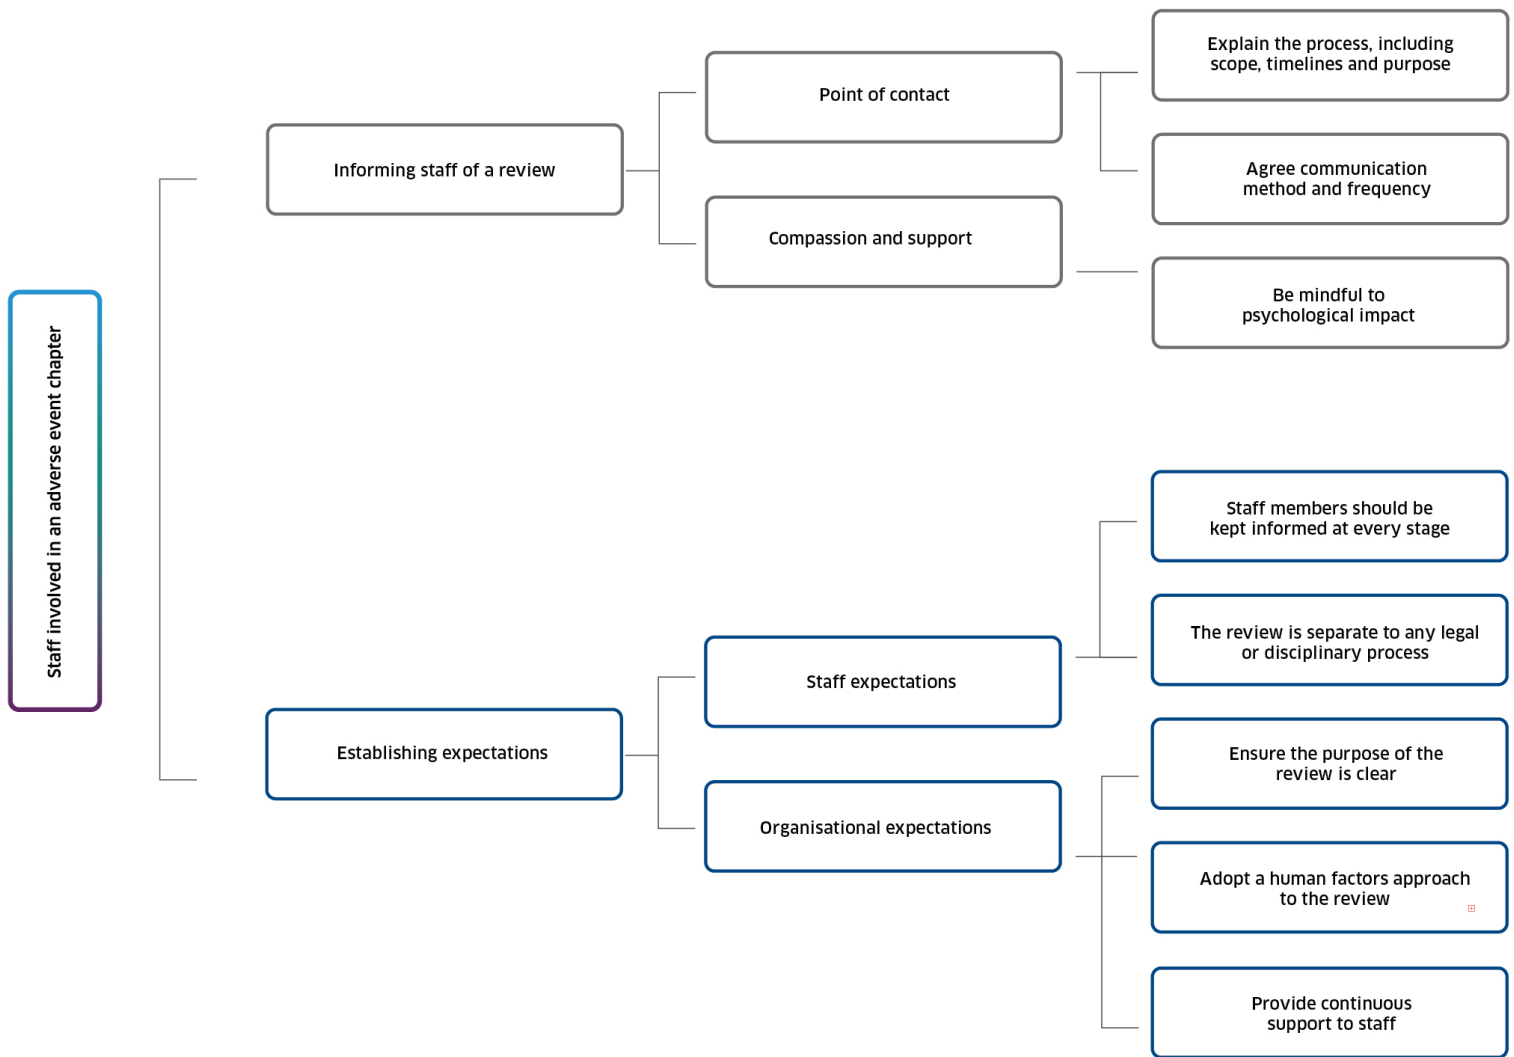 Staff involved in an adverse event chapter
Informing staff of a review
Point of contact
Explain the process, including
scope, timelines and purpose
Agree communication
method and frequency
Compassion and support
Be mindful to
psychological impact
Establishing expectations
Staff expectations
Staff members should be
kept informed at every stage
The review is separate to any legal
or disciplinary process
Organisational expectations
Ensure the purpose of the
review is clear
Adopt a human factors approach
to the review
Provide continuous
support to staff